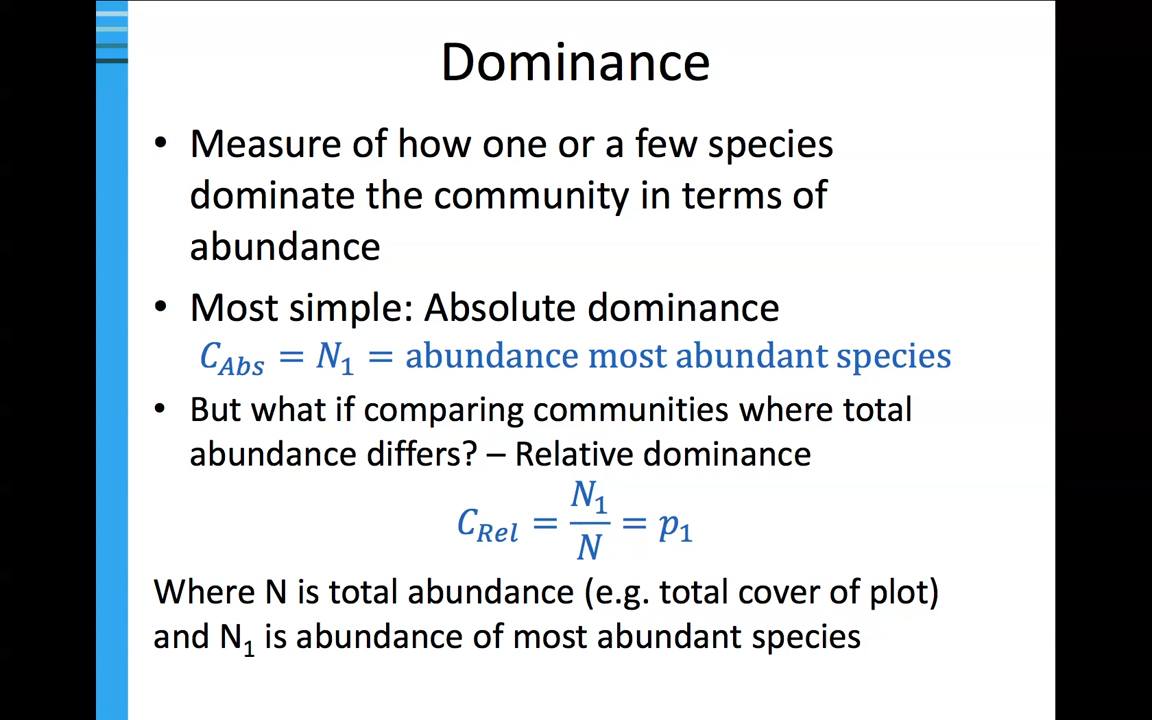 Dominance
• Measure of how one or a few species
dominate the community in terms of
abundance
• Most simple: Absolute dominance
C_Abs = N_1 = abundance most abundant species
• But what if comparing communities where total
abundance differs? – Relative dominance
C_Rel = N_1/N = p_1
Where N is total abundance (e.g. total cover of plot)
and N_1 is abundance of most abundant species